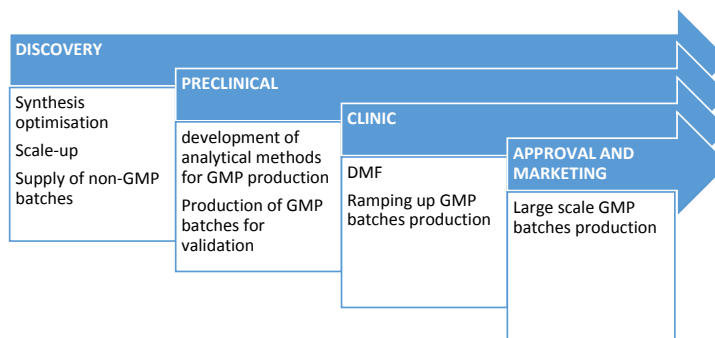 DISCOVERY
Synthesis
optimisation
Scale-up
Supply of non-GMP
batches
PRECLINICAL
development of
analytical methods
for GMP production
Production of GMP
batches for
validation
CLINIC
DMF
Ramping up GMP
batches production
APPROVAL AND
MARKETING
Large scale GMP
batches production